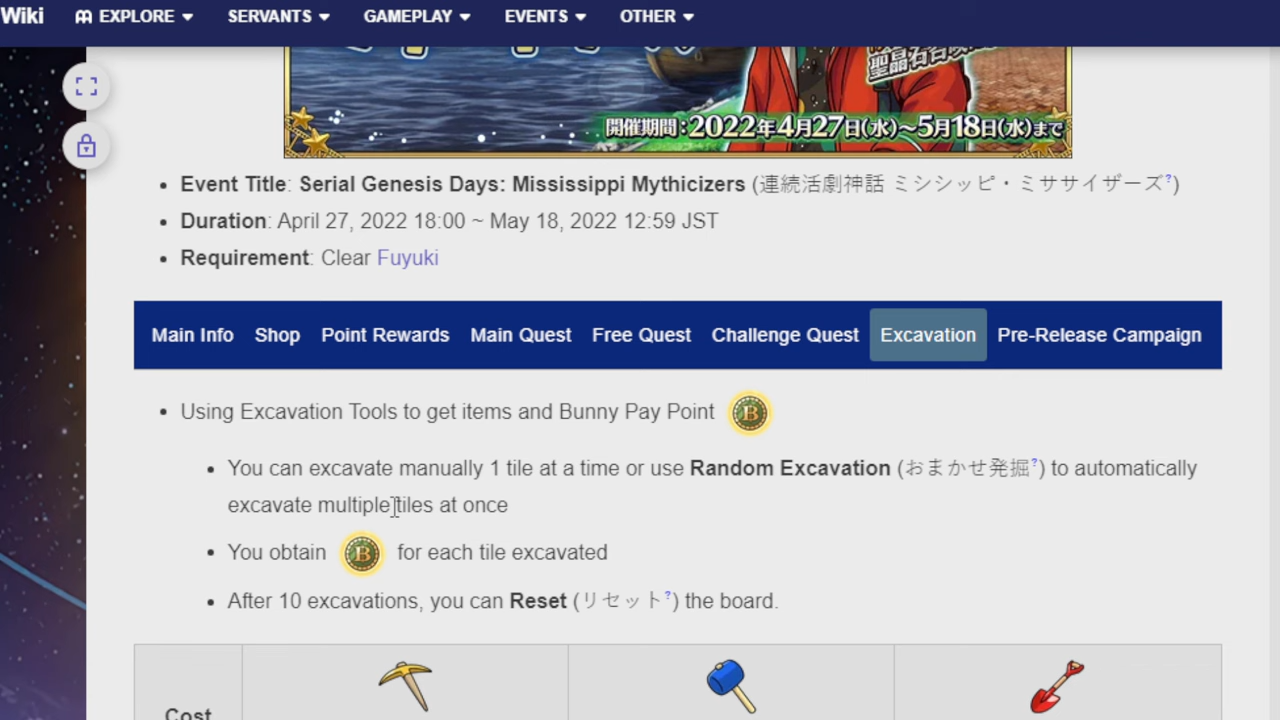 Wiki EXPLORE SERVANTS GAMEPLAY EVENTS OTHER
聖晶石召喚
開催期間:2022年4月27日(水)~5月18日(水)まで
Event Title: Serial Genesis Days: Mississippi Mythicizers (連続活劇神話 ミシシッピ・ミササイザーズ?)
Duration: April 27, 2022 18:00 ~ May 18, 2022 12:59 JST
Requirement: Clear Fuyuki
Main Info Shop Point Rewards Main Quest Free Quest Challenge Quest Excavation Pre-Release Campaign
Using Excavation Tools to get items and Bunny Pay Point B
You can excavate manually 1 tile at a time or use Random Excavation (おまかせ発掘?) to automatically
excavate multiple tiles at once
You obtain B for each tile excavated
After 10 excavations, you can Reset (リセット?) the board.
Cost